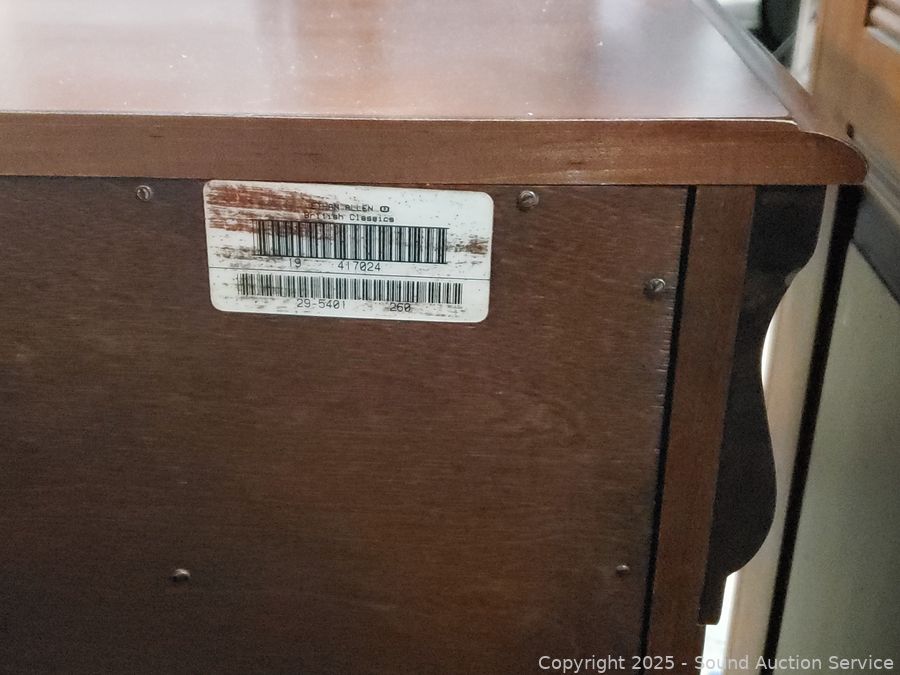 ETHAN ALLEN
British Classics
19 417024
29-5401 260
Copyright 2025 - Sound Auction Service